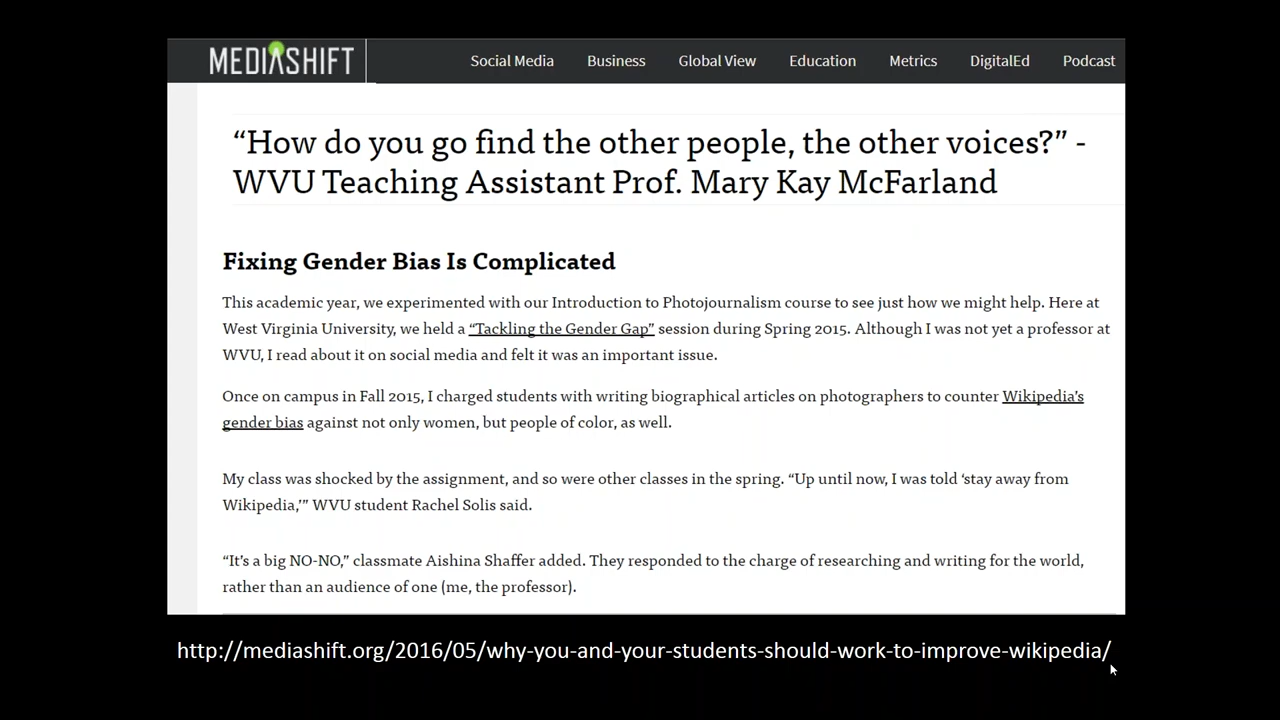 MEDIASHIFT
Social Media Business Global View Education Metrics DigitalEd Podcast
“How do you go find the other people, the other voices?” -
WVU Teaching Assistant Prof. Mary Kay McFarland
Fixing Gender Bias Is Complicated
This academic year, we experimented with our Introduction to Photojournalism course to see just how we might help. Here at
West Virginia University, we held a “Tackling the Gender Gap” session during Spring 2015. Although I was not yet a professor at
WVU, I read about it on social media and felt it was an important issue.
Once on campus in Fall 2015, I charged students with writing biographical articles on photographers to counter Wikipedia’s
gender bias against not only women, but people of color, as well.
My class was shocked by the assignment, and so were other classes in the spring. “Up until now, I was told ‘stay away from
Wikipedia,’” WVU student Rachel Solis said.
“It’s a big NO-NO,” classmate Aishina Shaffer added. They responded to the charge of researching and writing for the world,
rather than an audience of one (me, the professor).
http://mediashift.org/2016/05/why-you-and-your-students-should-work-to-improve-wikipedia/